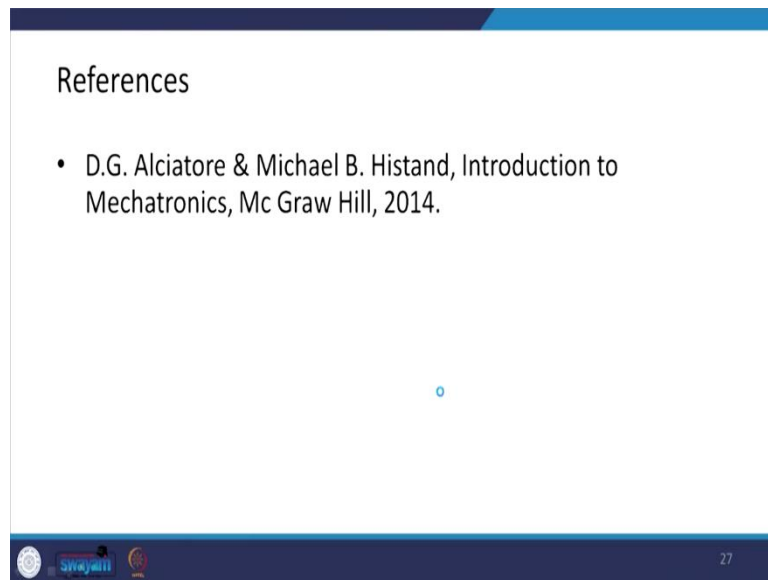 References
• D.G. Alciatore & Michael B. Histand, Introduction to
Mechatronics, Mc Graw Hill, 2014.
swayam
27